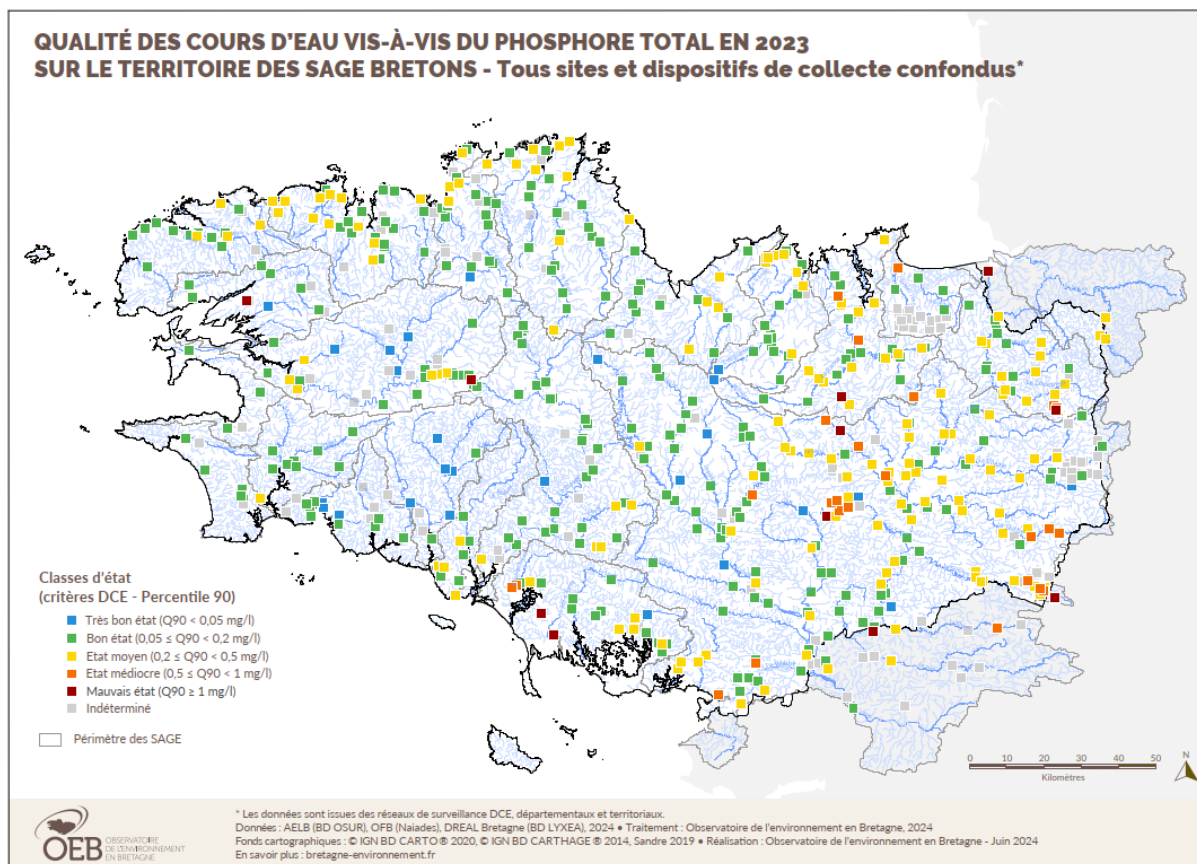 QUALITÉ DES COURS D'EAU VIS-À-VIS DU PHOSPHORE TOTAL EN 2023
SUR LE TERRITOIRE DES SAGE BRETONS - Tous sites et dispositifs de collecte confondus*
Classes d'état
(critères DCE - Percentile 90)
Très bon état (Q90 < 0,05 mg/l)
Bon état (0,05 ≤ Q90 < 0,2 mg/l)
Etat moyen (0,2 ≤ Q90 < 0,5 mg/l)
Etat médiocre (0,5 ≤ Q90 < 1 mg/l)
Mauvais état (Q90 ≥ 1 mg/l)
Indéterminé
Périmètre des SAGE
0 10 20 30 40 50
Kilomètres
N
OEB
OBSERVATOIRE
DE L'ENVIRONNEMENT
EN BRETAGNE
* Les données sont issues des réseaux de surveillance DCE, départementaux et territoriaux.
Données : AELB (BD OSUR), OFB (Naiades), DREAL Bretagne (BD LYXEA), 2024 • Traitement : Observatoire de l'environnement en Bretagne, 2024
Fonds cartographiques : © IGN BD CARTO ® 2020, © IGN BD CARTHAGE ® 2014, Sandre 2019 • Réalisation : Observatoire de l'environnement en Bretagne - Juin 2024
En savoir plus : bretagne-environnement.fr